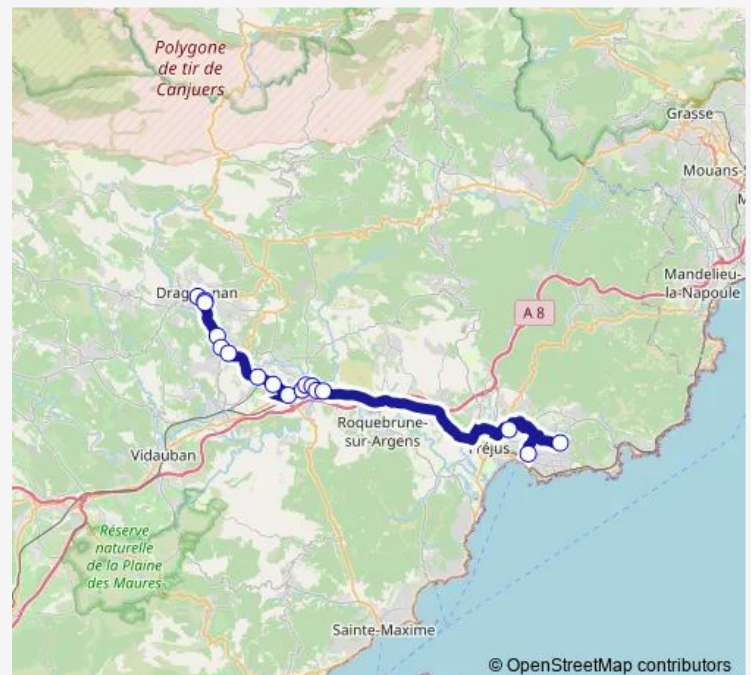 Polygone
de tir de
Canjuers
Grasse
Mouans-S
M
Mandelieu-
la-Napoule
A 8
Roquebrune-
sur-Argens
Vidauban
Réserve
naturelle
de la Plaine
des Maures
Sainte-Maxime
© OpenStreetMap contributors